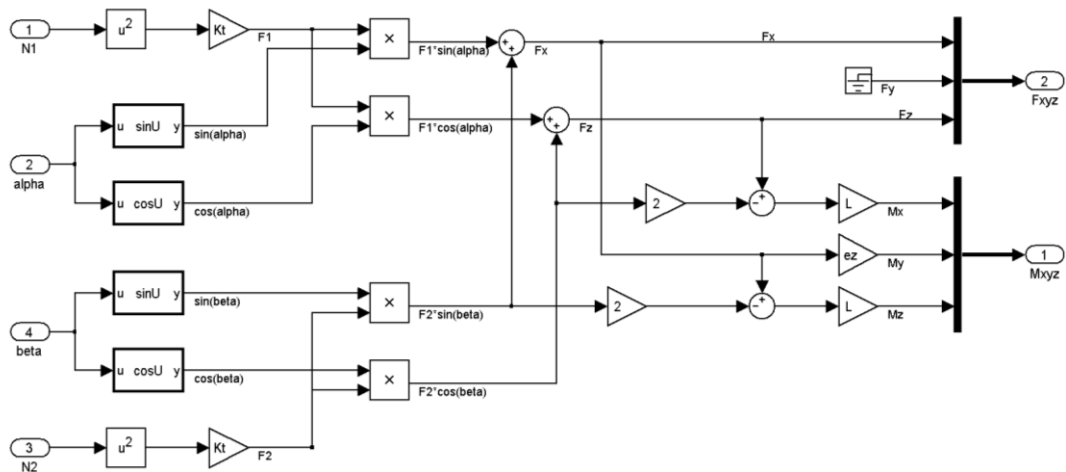 1
N1
u²
Kt
F1
×
F1*sin(alpha)
+
+
Fx
Fx
u sinU y
sin(alpha)
2
alpha
u cosU y
cos(alpha)
×
F1*cos(alpha)
+
+
Fz
Fy
Fz
2
Fxyz
2
-
+
L
Mx
ez
My
1
Mxyz
u sinU y
sin(beta)
4
beta
u cosU y
cos(beta)
×
F2*sin(beta)
2
-
+
L
Mz
×
F2*cos(beta)
3
N2
u²
Kt
F2